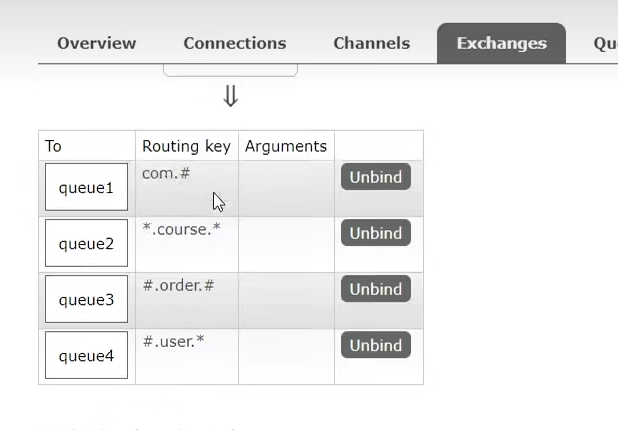 Overview Connections Channels Exchanges Qu
⇓
To Routing key Arguments
queue1 com.# Unbind
queue2 *.course.* Unbind
queue3 #.order.# Unbind
queue4 #.user.* Unbind